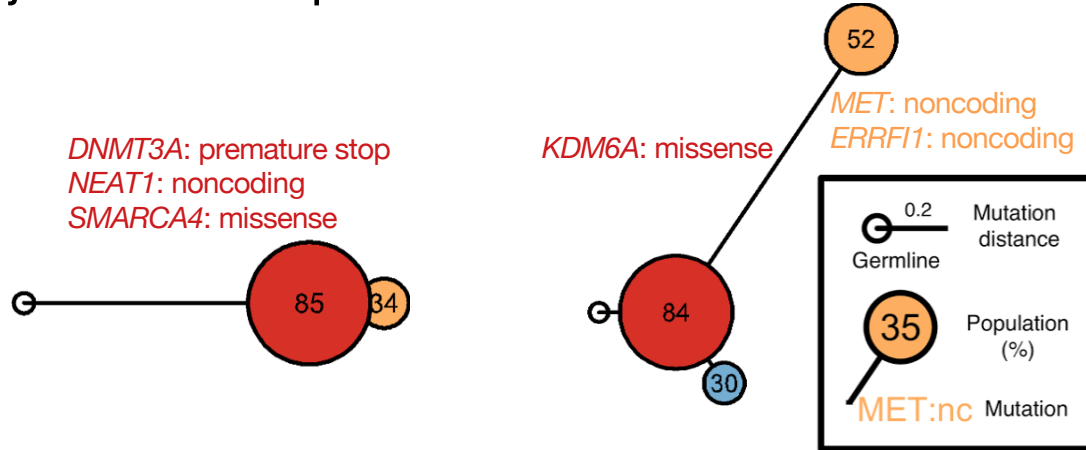 DNMT3A: premature stop
NEAT1: noncoding
SMARCA4: missense
85
34
KDM6A: missense
52
MET: noncoding
ERRFI1: noncoding
84
30
0.2
Mutation
distance
Germline
35
Population
(%)
MET:nc
Mutation